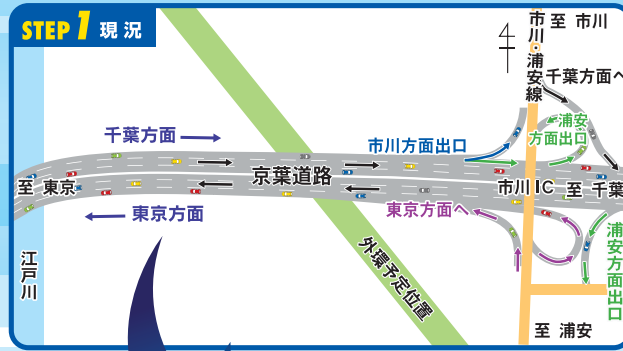 STEP 1 現況
市川・浦安線
至 市川
千葉方面へ
浦安
方面出口
千葉方面
市川方面出口
京葉道路
至 東京
市川IC
至 千葉
東京方面
東京方面へ
江戸川
外環予定位置
浦安方面出口
至 浦安